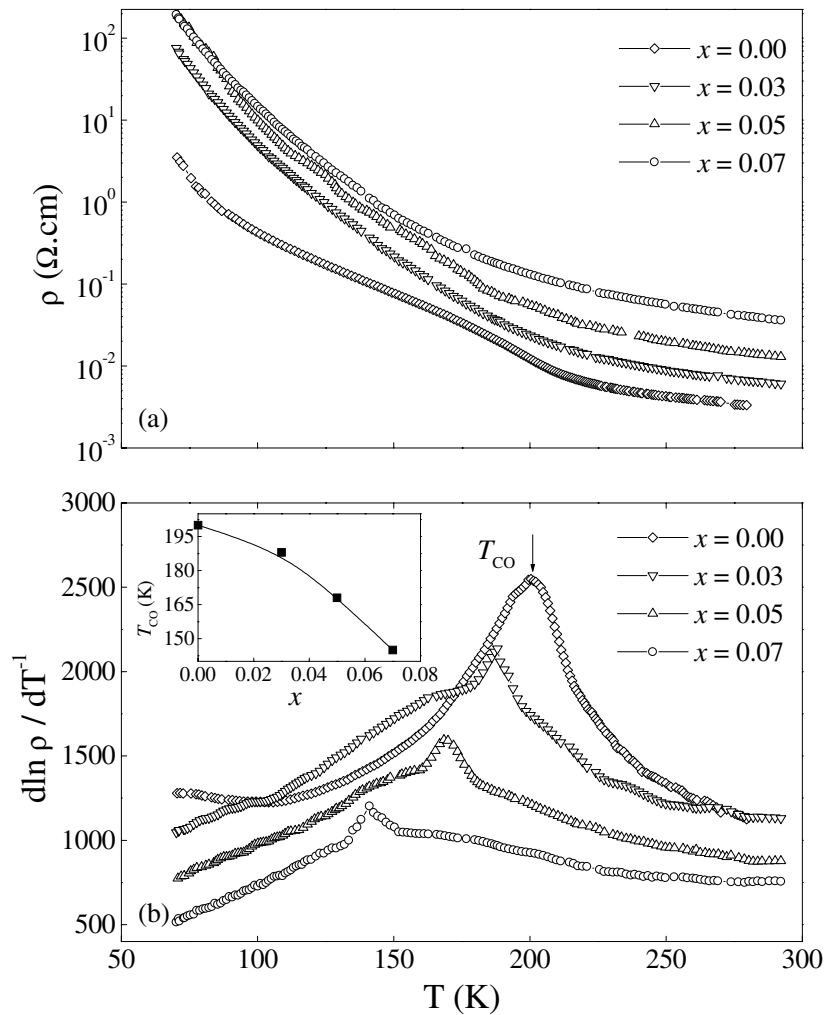 10^2
10^1
10^0
10^-1
10^-2
10^-3
ρ (Ω.cm)
x = 0.00
x = 0.03
x = 0.05
x = 0.07
(a)
3000
2500
2000
1500
1000
500
dln ρ / dT^-1
195
180
165
150
T_CO (K)
0.00 0.02 0.04 0.06 0.08
x
T_CO
x = 0.00
x = 0.03
x = 0.05
x = 0.07
(b)
50 100 150 200 250 300
T (K)